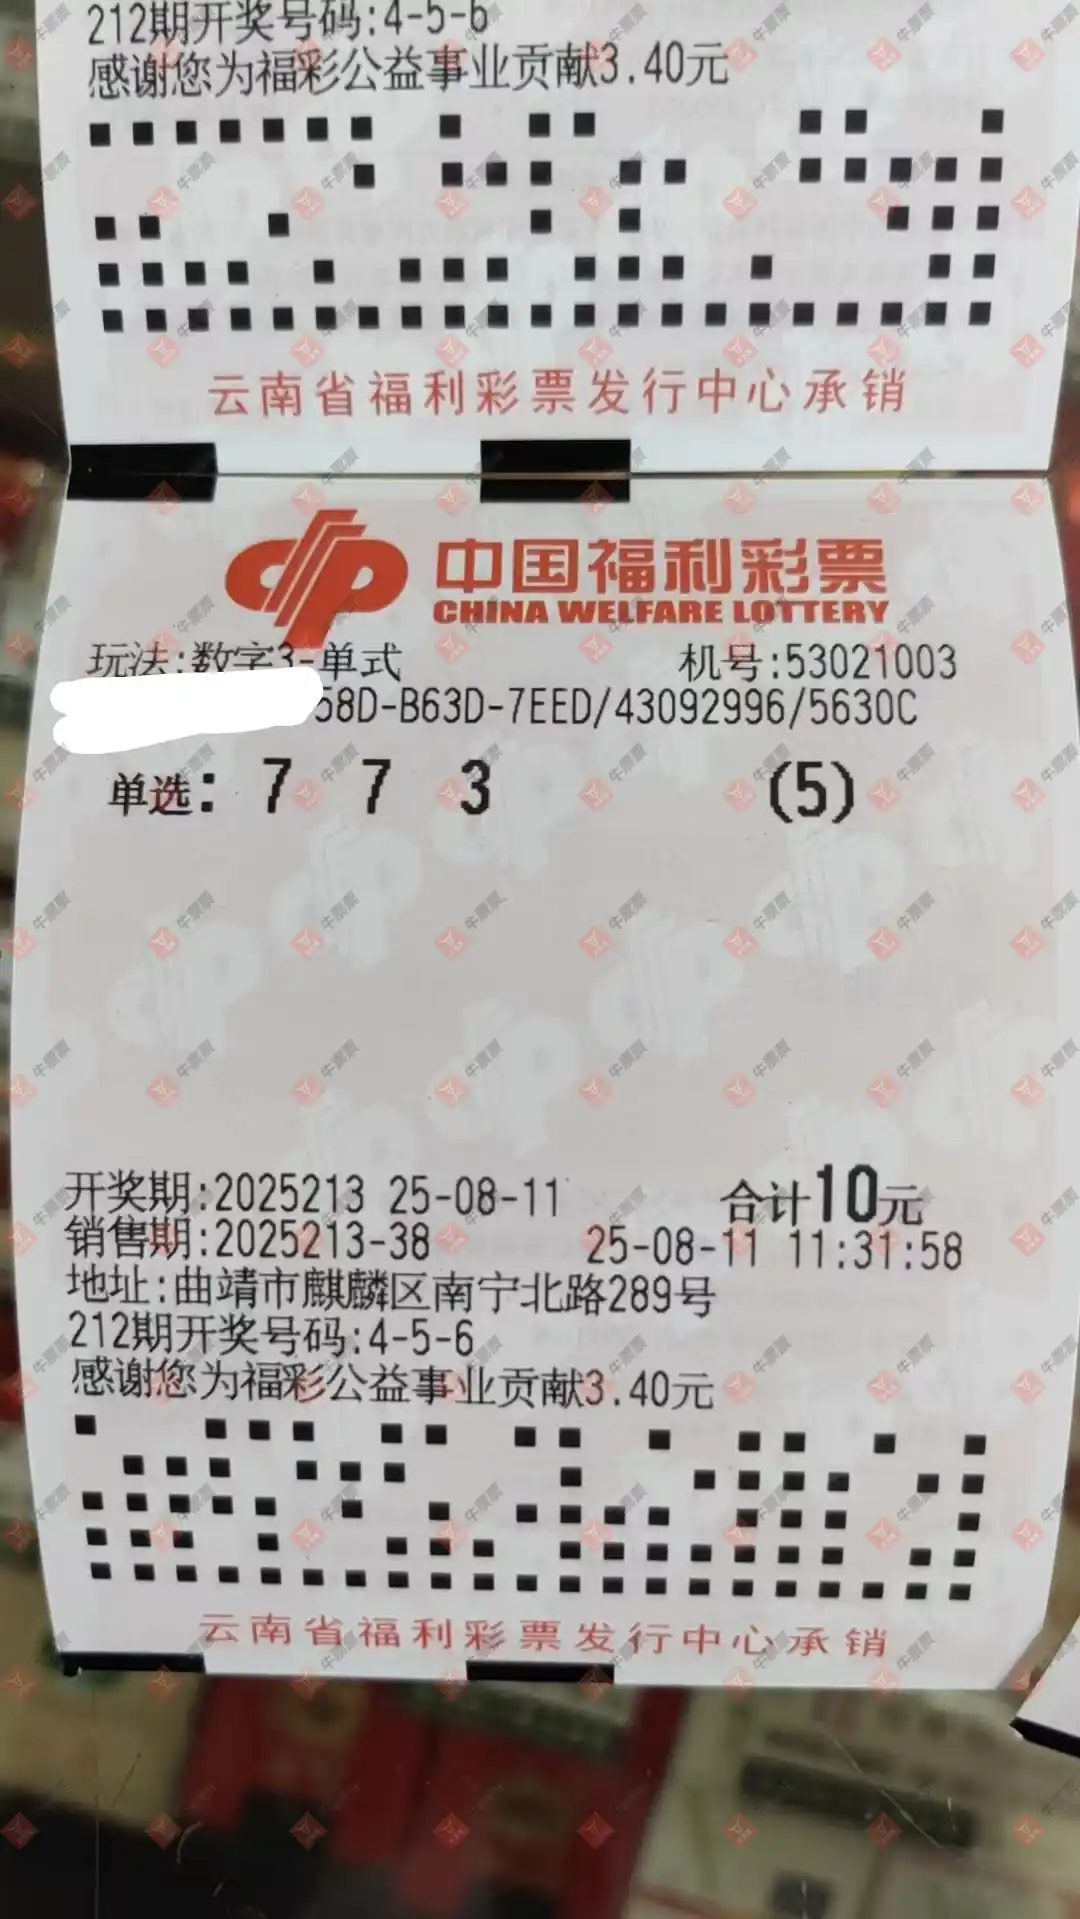 212期开奖号码:4-5-6
感谢您为福彩公益事业贡献3.40元
云南省福利彩票发行中心承销
中国福利彩票
CHINA WELFARE LOTTERY
玩法:数字3-单式 机号:53021003
58D-B63D-7EED/43092996/5630C
单选: 7 7 3 (5)
开奖期:2025213 25-08-11 合计10元
销售期:2025213-38 25-08-11 11:31:58
地址:曲靖市麒麟区南宁北路289号
212期开奖号码:4-5-6
感谢您为福彩公益事业贡献3.40元
云南省福利彩票发行中心承销
牛票票